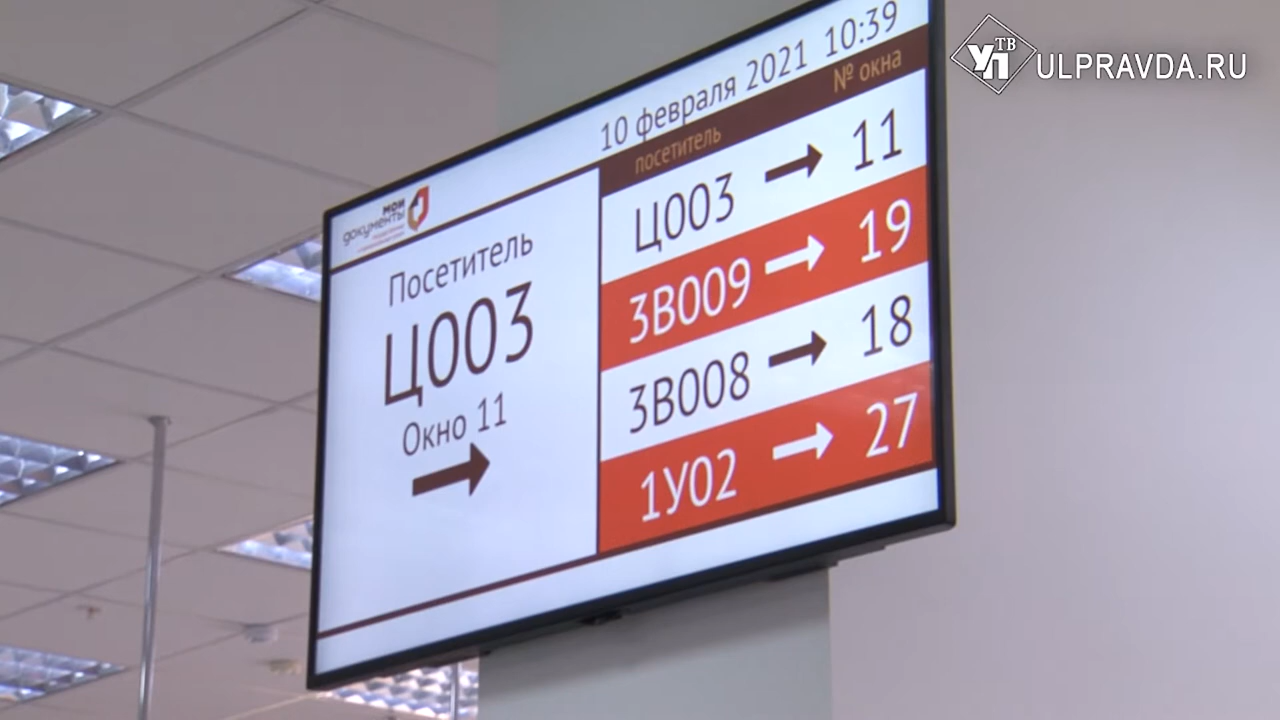 УП ТВ
ULPRAVDA.RU
10 февраля 2021 10:39
мои
документы
посетитель № окна
Посетитель
Ц003
Окно 11
Ц003 → 11
3В009 → 19
3В008 → 18
1У02 → 27